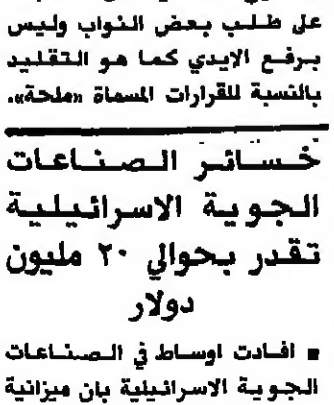 على طلب بعض النواب وليس
برفع الايدي كما هو التقليد
بالنسبة للقرارات المسماة «ملحة».
خسائر الصناعات
الجوية الاسرائيلية
تقدر بحوالي ٢٠ مليون
دولار
■ افادت اوساط في الصناعات
الجوية الاسرائيلية بان ميزانية